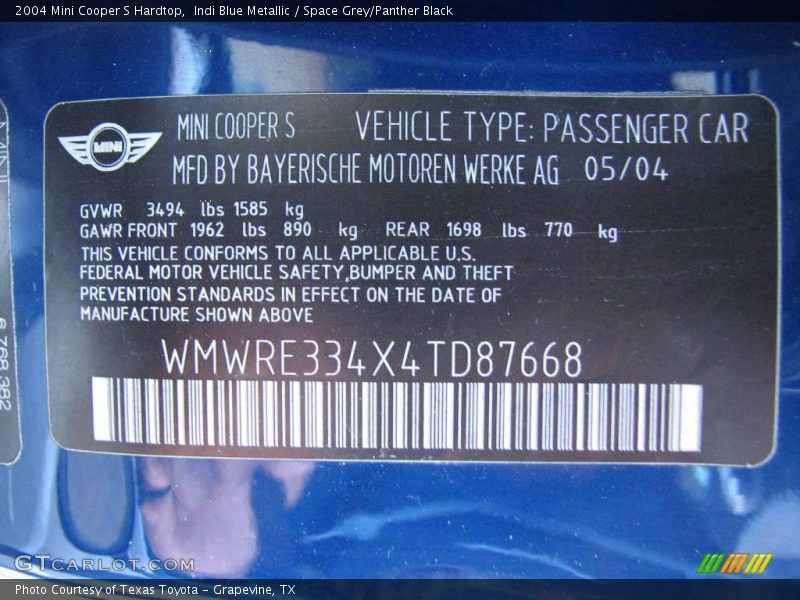 2004 Mini Cooper S Hardtop,  Indi Blue Metallic / Space Grey/Panther Black
MINI COOPER S VEHICLE TYPE: PASSENGER CAR
MINI
MFD BY BAYERISCHE MOTOREN WERKE AG 05/04
GVWR 3494 lbs 1585 kg
GAWR FRONT 1962 lbs 890 kg REAR 1698 lbs 770 kg
THIS VEHICLE CONFORMS TO ALL APPLICABLE U.S.
FEDERAL MOTOR VEHICLE SAFETY,BUMPER AND THEFT
PREVENTION STANDARDS IN EFFECT ON THE DATE OF
MANUFACTURE SHOWN ABOVE
WMWRE334X4TD87668
6 768 382
GTCARLOT.COM
Photo Courtesy of Texas Toyota - Grapevine, TX